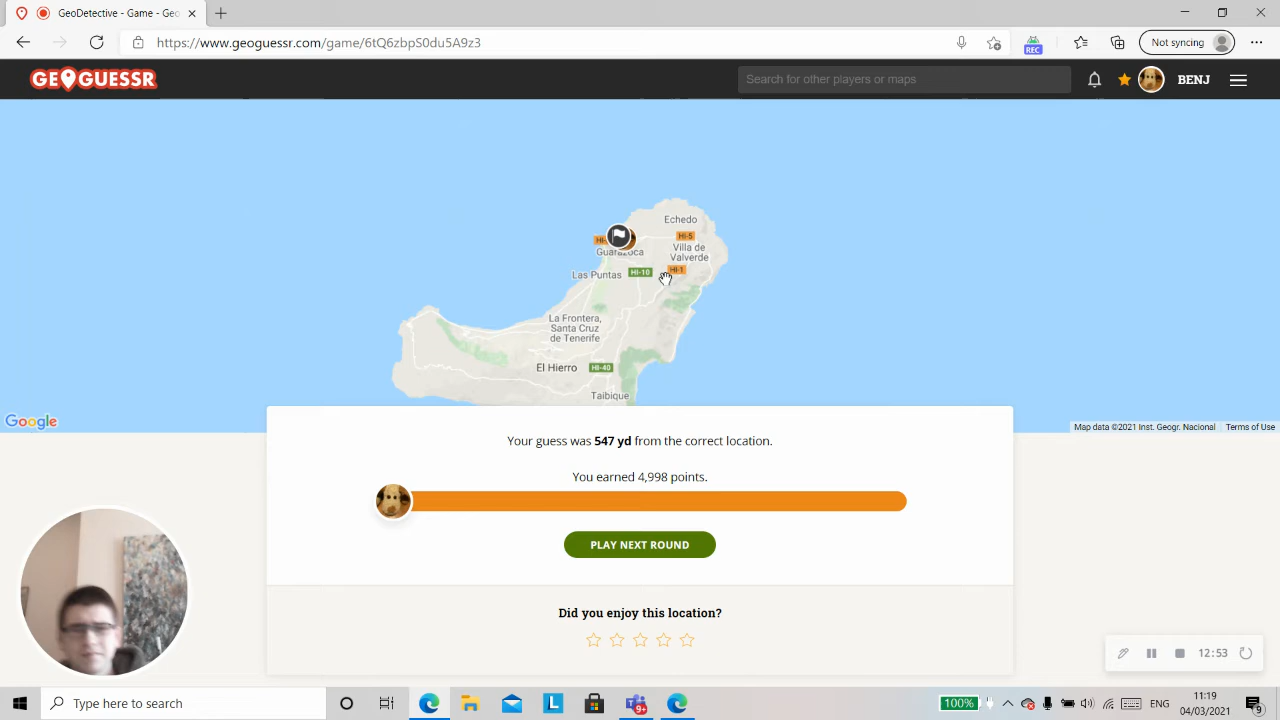 GeoDetective - Game - Geo
https://www.geoguessr.com/game/6tQ6zbpS0du5A9z3
REC
Not syncing
GEOGUESSR
Search for other players or maps
BENJ
Echedo
HI-5
Villa de
Valverde
Guarazoca
Las Puntas
HI-10
HI-1
La Frontera,
Santa Cruz
de Tenerife
El Hierro
HI-40
Taibique
Google
Map data ©2021 Inst. Geogr. Nacional
Terms of Use
Your guess was 547 yd from the correct location.
You earned 4,998 points.
PLAY NEXT ROUND
Did you enjoy this location?
12:53
Type here to search
L
9+
100%
ENG
11:19
04/03/2021
9